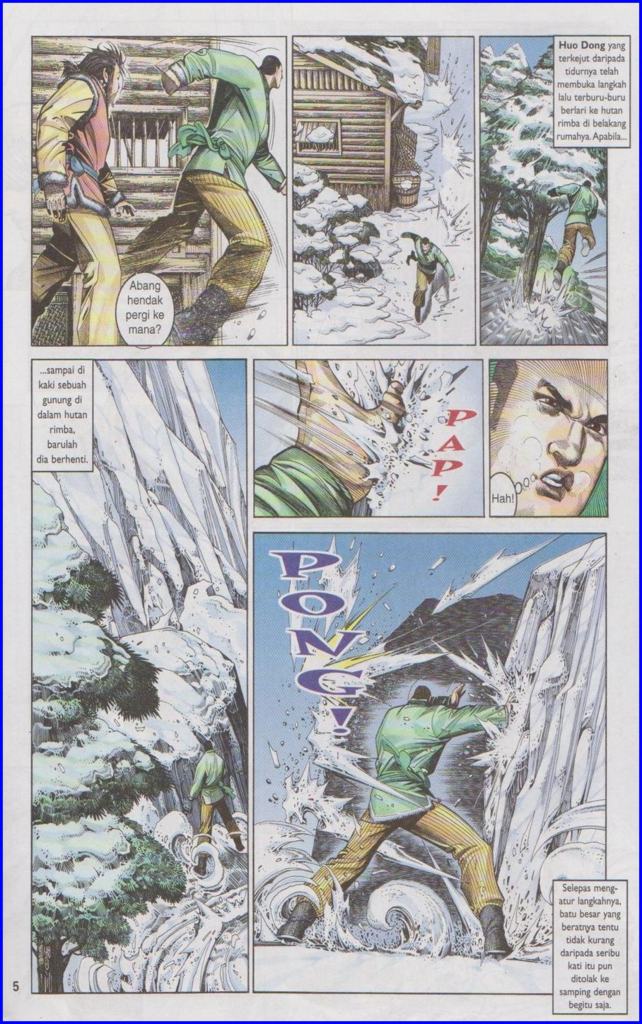 Huo Dong yang
terkejut daripada
tidurnya telah
membuka langkah
lalu terburu-buru
berlari ke hutan
rimba di belakang
rumahya. Apabila...
Abang
hendak
pergi ke
mana?
...sampai di
kaki sebuah
gunung di
dalam hutan
rimba,
barulah
dia berhenti.
PAP!
Hah!
PONG!
Selepas meng-
atur langkahnya,
batu besar yang
beratnya tentu
tidak kurang
daripada seribu
kati itu pun
ditolak ke
samping dengan
begitu saja.
5